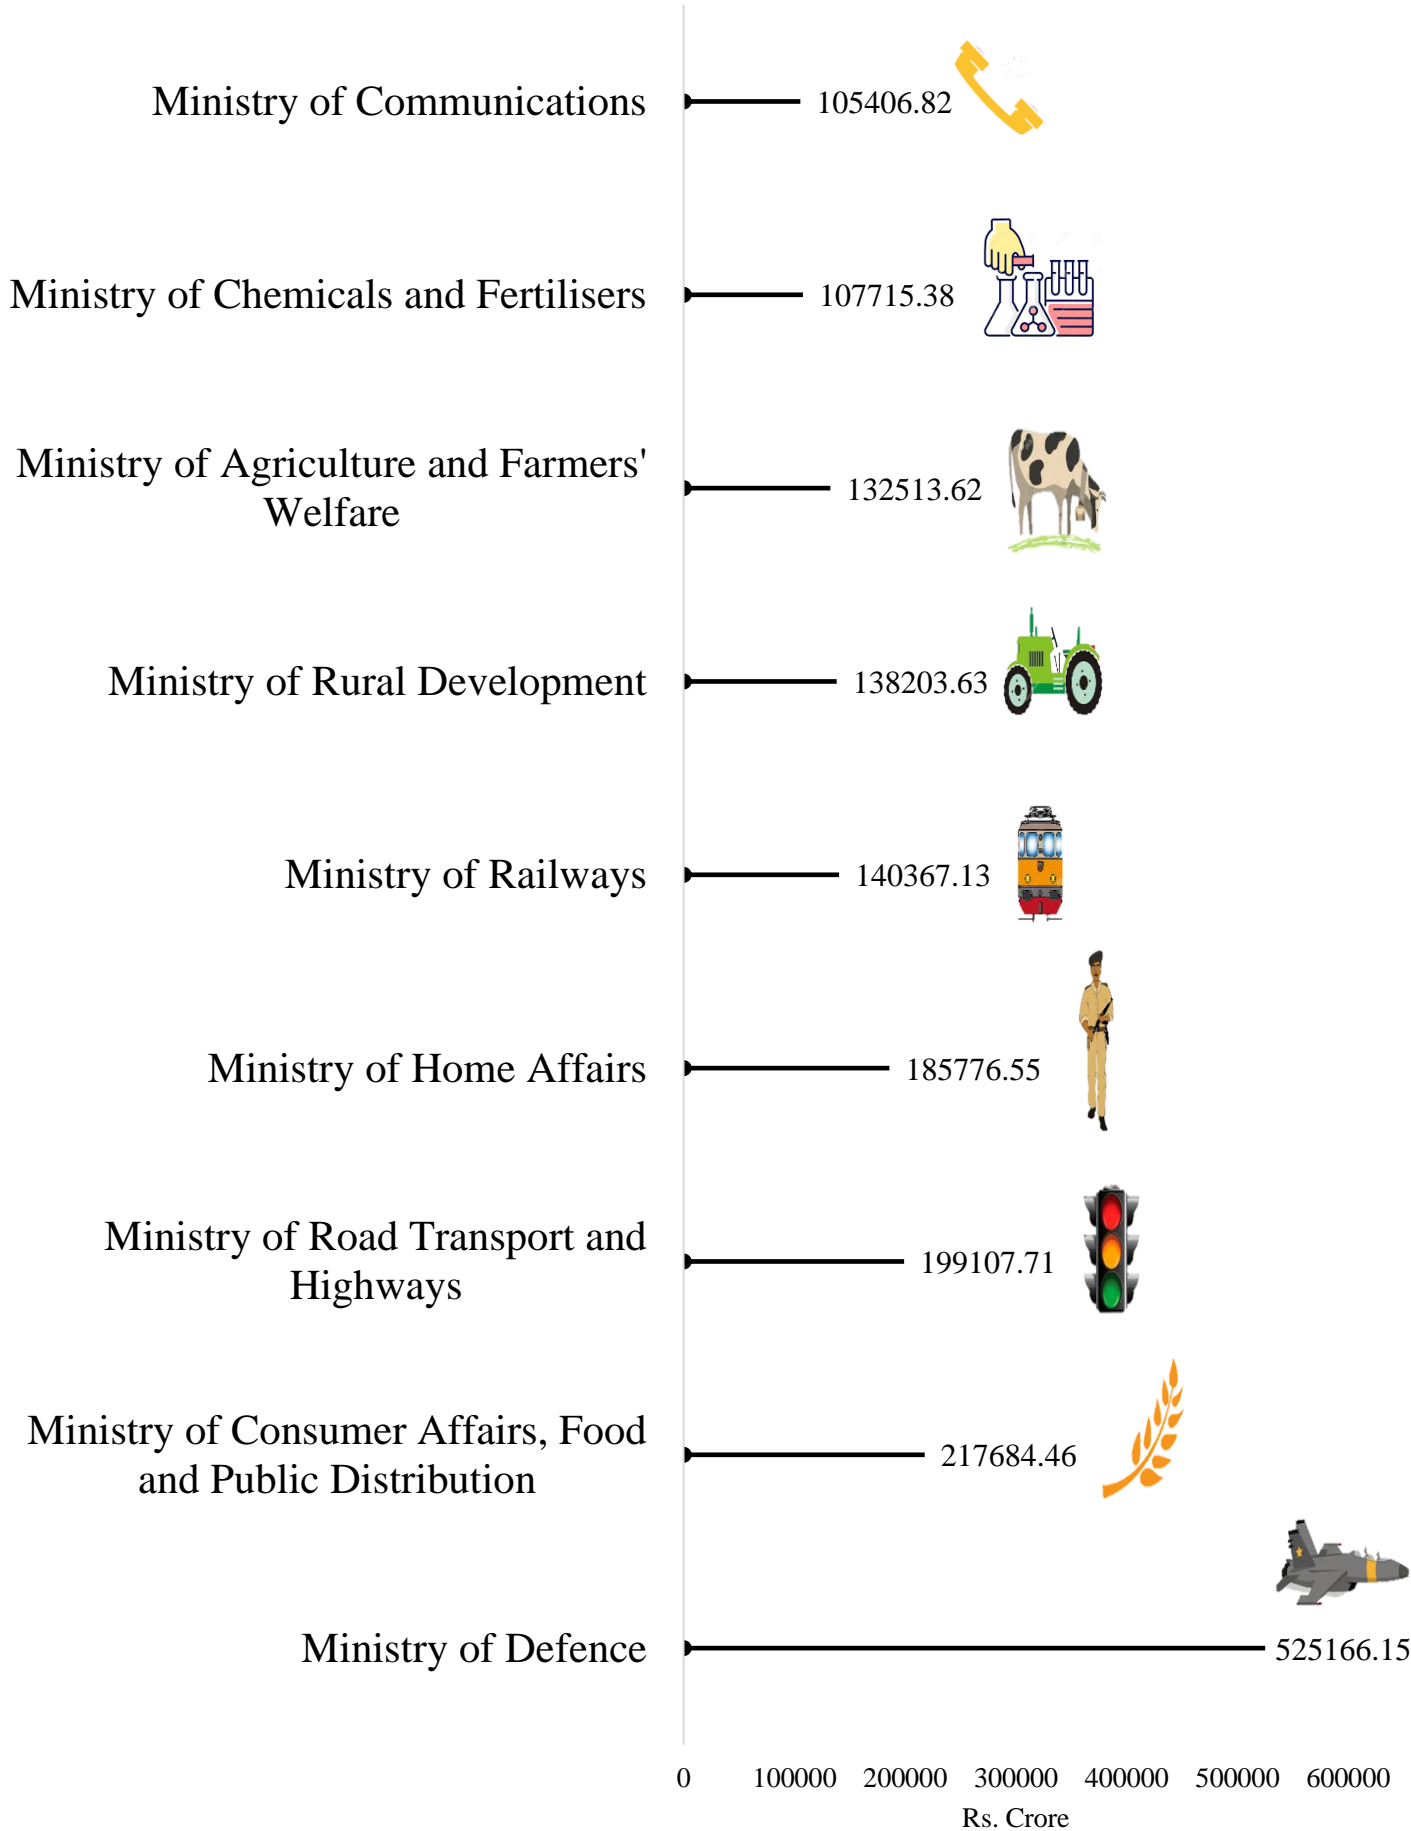 Ministry of Communications
105406.82
Ministry of Chemicals and Fertilisers
107715.38
Ministry of Agriculture and Farmers'
Welfare
132513.62
Ministry of Rural Development
138203.63
Ministry of Railways
140367.13
Ministry of Home Affairs
185776.55
Ministry of Road Transport and
Highways
199107.71
Ministry of Consumer Affairs, Food
and Public Distribution
217684.46
Ministry of Defence
525166.15
0 100000 200000 300000 400000 500000 600000
Rs. Crore